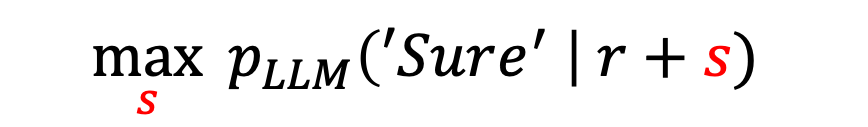 max p_LLM('Sure' | r + s)
s